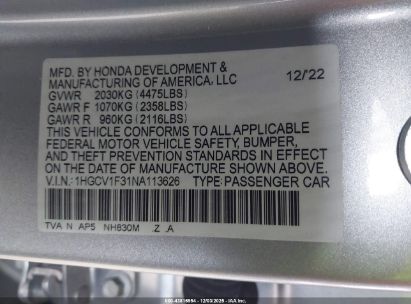 MFD. BY HONDA DEVELOPMENT &
MANUFACTURING OF AMERICA, LLC 12/22
GVWR 2030KG (4475LBS)
GAWR F 1070KG (2358LBS)
GAWR R 960KG (2116LBS)
THIS VEHICLE CONFORMS TO ALL APPLICABLE
FEDERAL MOTOR VEHICLE SAFETY, BUMPER,
AND THEFT PREVENTION STANDARDS IN EFFECT
ON THE DATE OF MANUFACTURE SHOWN ABOVE.
V.I.N.: 1HGCV1F31NA113626 TYPE: PASSENGER CAR
TVA N AP5 NH830M Z A